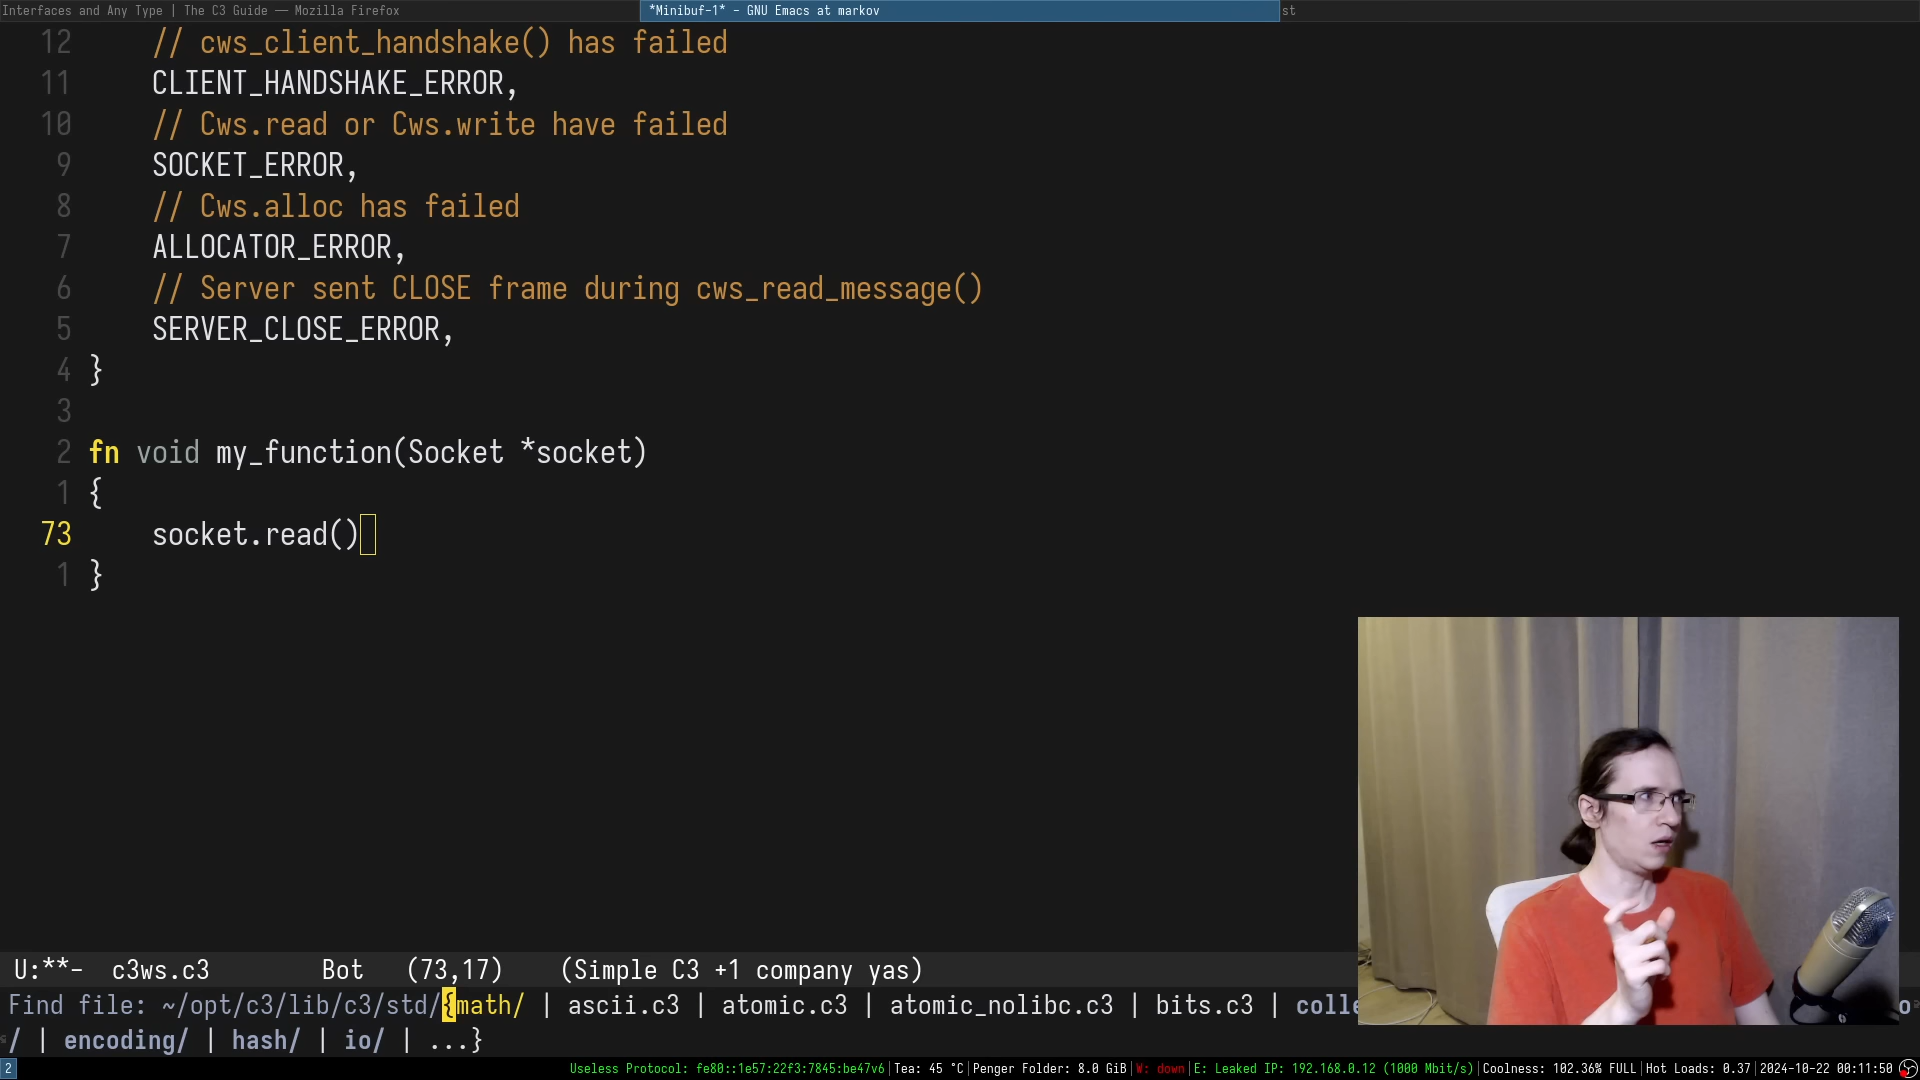 Interfaces and Any Type | The C3 Guide — Mozilla Firefox
*Minibuf-1* - GNU Emacs at markov
st
12 // cws_client_handshake() has failed
11 CLIENT_HANDSHAKE_ERROR,
10 // Cws.read or Cws.write have failed
9 SOCKET_ERROR,
8 // Cws.alloc has failed
7 ALLOCATOR_ERROR,
6 // Server sent CLOSE frame during cws_read_message()
5 SERVER_CLOSE_ERROR,
4 }
3
2 fn void my_function(Socket *socket)
1 {
73 socket.read()
1 }
U:**- c3ws.c3 Bot (73,17) (Simple C3 +1 company yas)
Find file: ~/opt/c3/lib/c3/std/{math/ | ascii.c3 | atomic.c3 | atomic_nolibc.c3 | bits.c3 |
/ | encoding/ | hash/ | io/ | ...}
2 Useless Protocol: fe80::1e57:22f3:7845:be47v6|Tea: 45 °C|Penger Folder: 8.0 GiB|W: down|E: Leaked IP: 192.168.0.12 (1000 Mbit/s)|Coolness: 102.36% FULL|Hot Loads: 0.37|2024-10-22 00:11:50